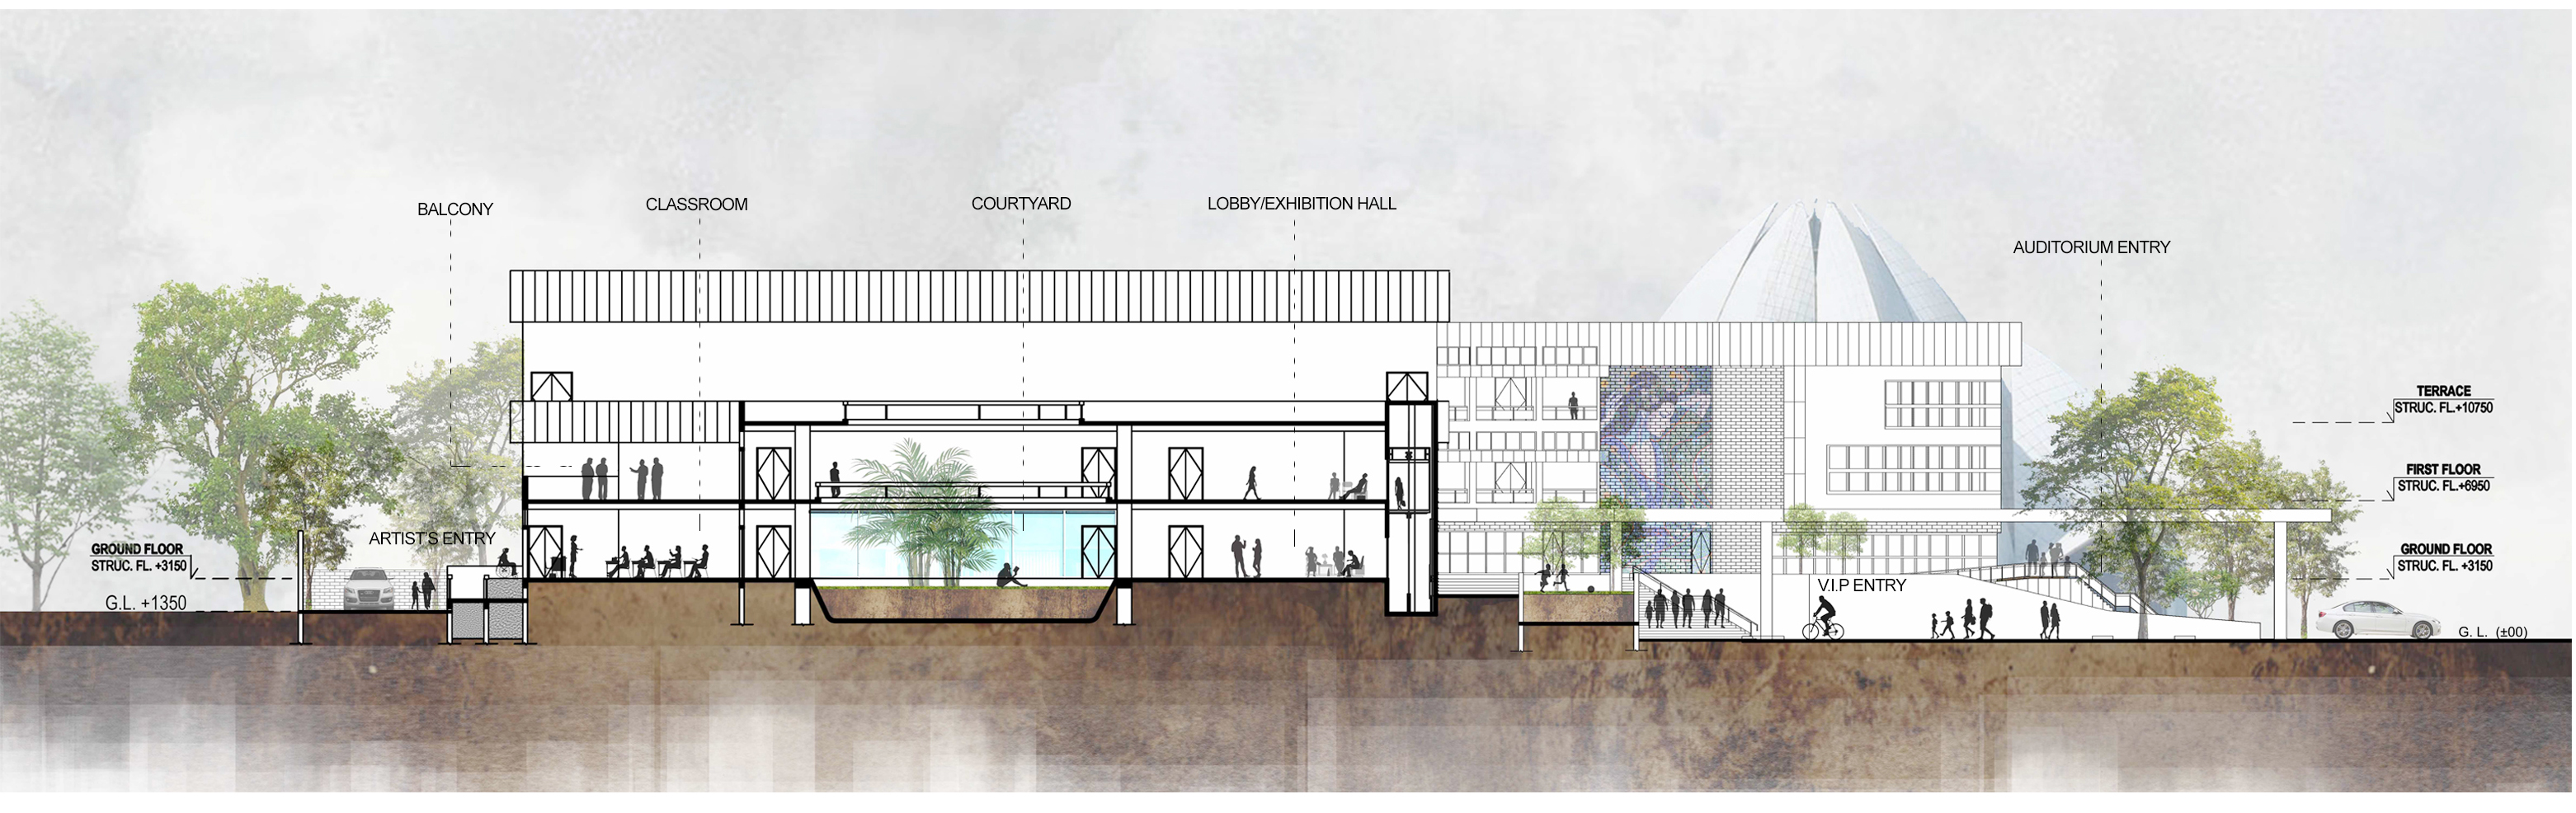 BALCONY
CLASSROOM
COURTYARD
LOBBY/EXHIBITION HALL
AUDITORIUM ENTRY
TERRACE
STRUC. FL.+10750
FIRST FLOOR
STRUC. FL.+6950
GROUND FLOOR
STRUC. FL. +3150
ARTIST'S ENTRY
GROUND FLOOR
STRUC. FL. +3150
G.L. +1350
V.I.P ENTRY
G. L. (±00)